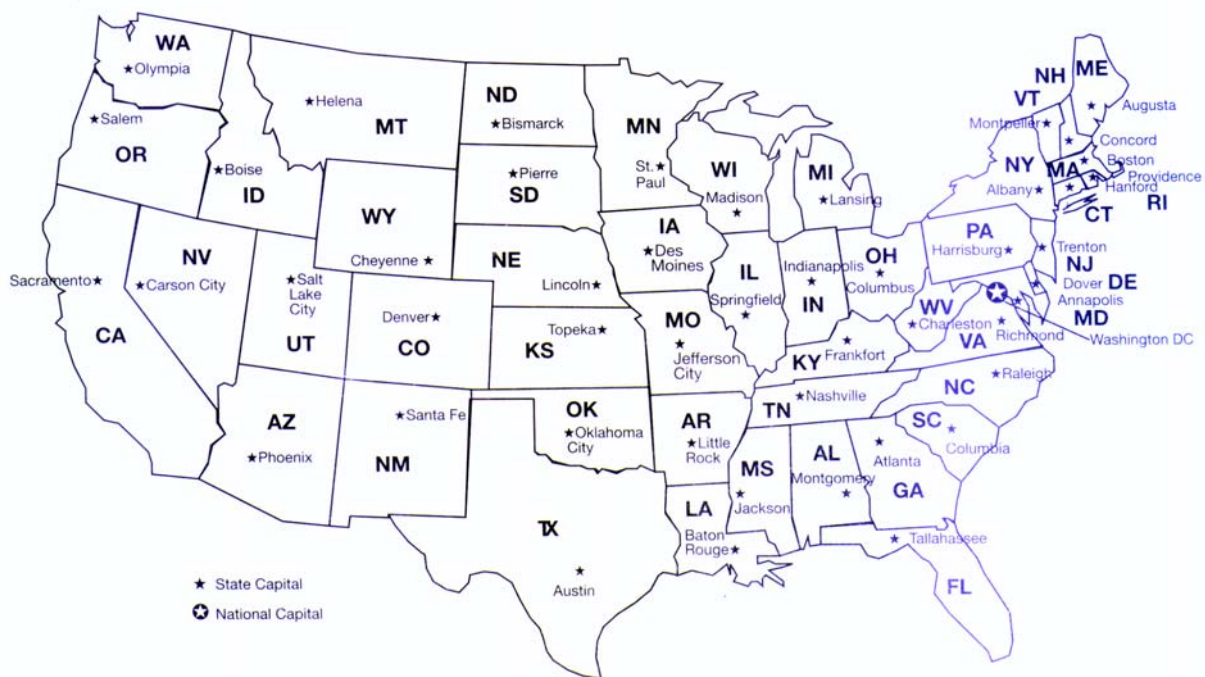 WA
Olympia
Salem
OR
Helena
MT
Boise
ID
ND
Bismarck
Pierre
SD
MN
St.
Paul
WI
Madison
MI
Lansing
NH
ME
VT
Augusta
Montpelier
Concord
NY
Boston
MA
Providence
Albany
Hanford
CT
RI
WY
Cheyenne
NE
Lincoln
IA
Des
Moines
NV
Sacramento
Carson City
CA
Salt
Lake
City
UT
Denver
CO
Topeka
KS
MO
Jefferson
City
IL
Springfield
Indianapolis
IN
OH
Columbus
PA
Harrisburg
Trenton
NJ
DE
Dover
Annapolis
MD
WV
Charleston
Richmond
VA
Washington DC
KY
Frankfort
TN
Nashville
NC
Raleigh
SC
Columbia
AZ
Phoenix
Santa Fe
NM
OK
Oklahoma
City
AR
Little
Rock
MS
Jackson
AL
Montgomery
Atlanta
GA
LA
Baton
Rouge
TX
Austin
Tallahassee
FL
State Capital
National Capital